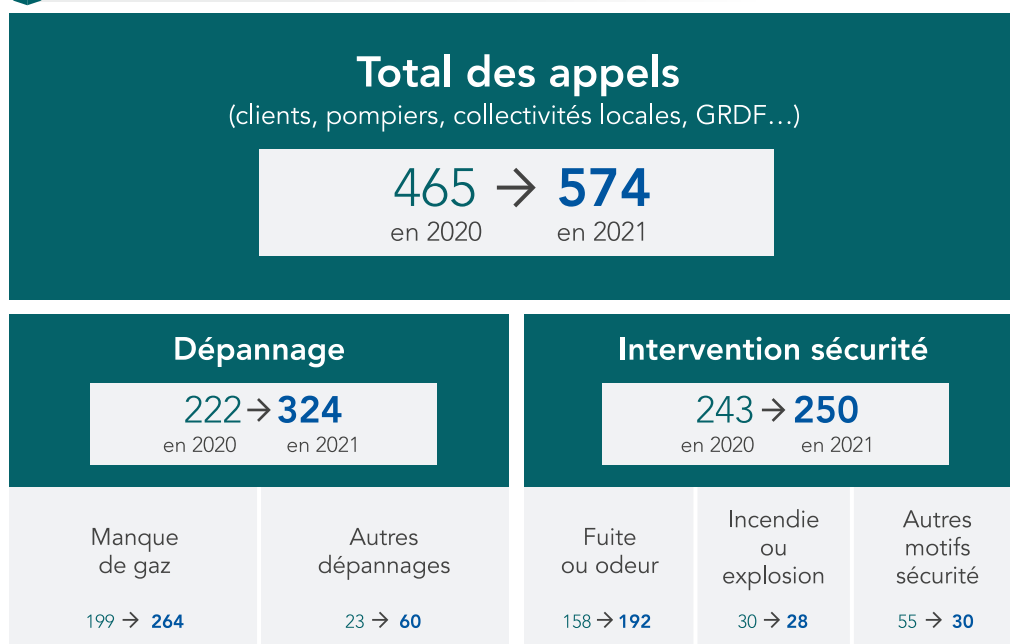 Total des appels
(clients, pompiers, collectivités locales, GRDF...)
465 → 574
en 2020 en 2021
Dépannage
222 → 324
en 2020 en 2021
Manque
de gaz
199 → 264
Autres
dépannages
23 → 60
Intervention sécurité
243 → 250
en 2020 en 2021
Fuite
ou odeur
158 → 192
Incendie
ou
explosion
30 → 28
Autres
motifs
sécurité
55 → 30